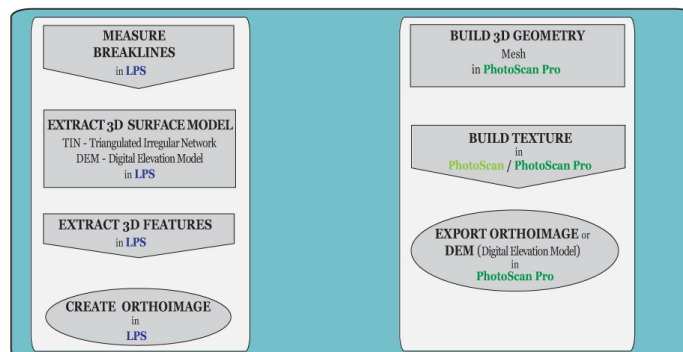 MEASURE
BREAKLINES
in LPS
EXTRACT 3D SURFACE MODEL
TIN - Triangulated Irregular Network
DEM - Digital Elevation Model
in LPS
EXTRACT 3D FEATURES
in LPS
CREATE ORTHOIMAGE
in
LPS
BUILD 3D GEOMETRY
Mesh
in PhotoScan Pro
BUILD TEXTURE
in
PhotoScan / PhotoScan Pro
EXPORT ORTHOIMAGE or
DEM (Digital Elevation Model)
in
PhotoScan Pro